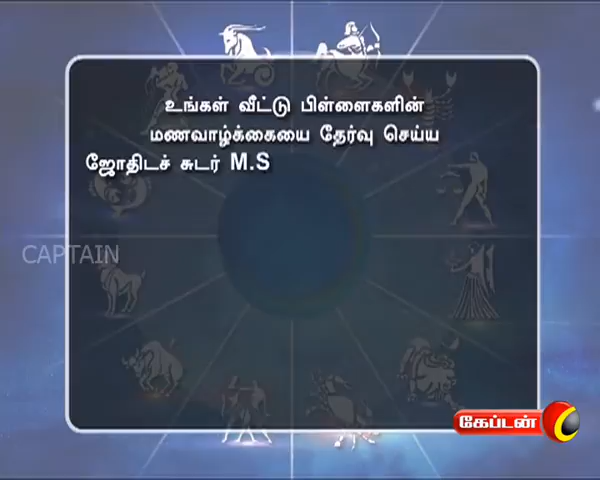 உங்கள் வீட்டு பிள்ளைகளின்
மணவாழ்க்கையை தேர்வு செய்ய
ஜோதிடச் சுடர் M.S
CAPTAIN
கேப்டன்